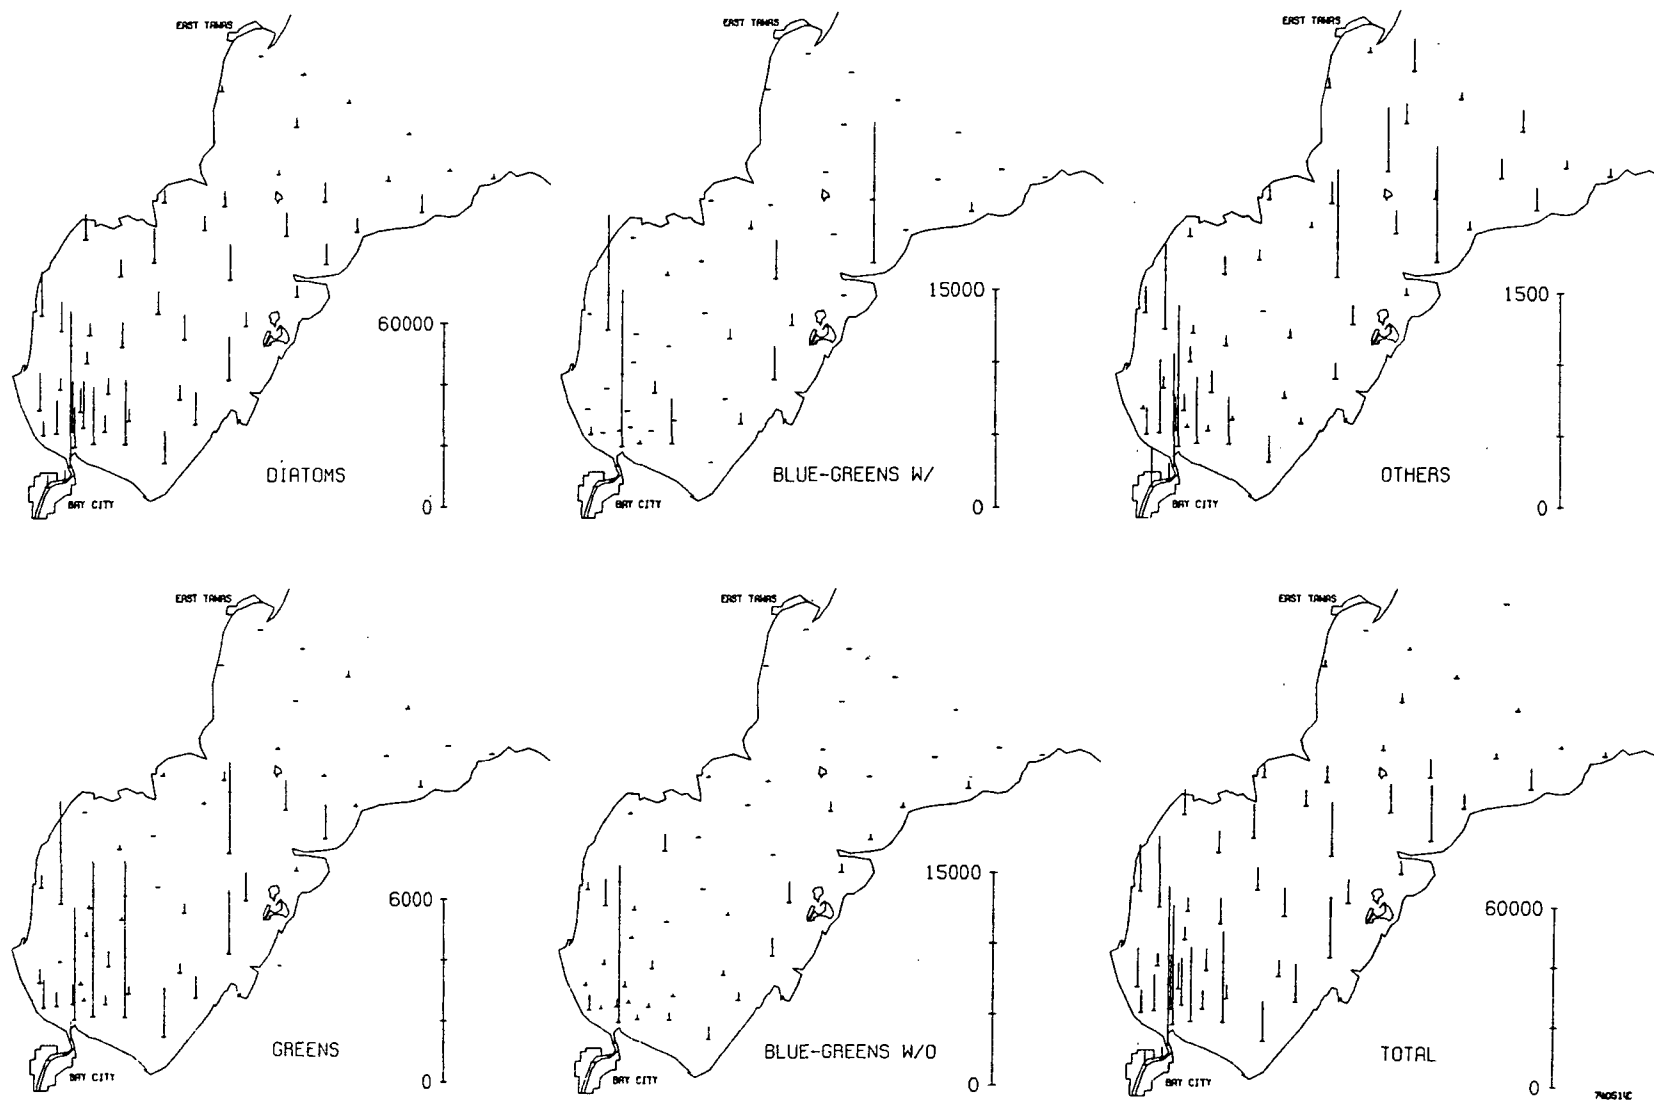 EAST TAWAS
60000
0
DIATOMS
BAY CITY
EAST TAWAS
15000
0
BLUE-GREENS W/
BAY CITY
EAST TAWAS
1500
0
OTHERS
BAY CITY
EAST TAWAS
6000
0
GREENS
BAY CITY
EAST TAWAS
15000
0
BLUE-GREENS W/O
BAY CITY
EAST TAWAS
60000
0
TOTAL
BAY CITY
740514C